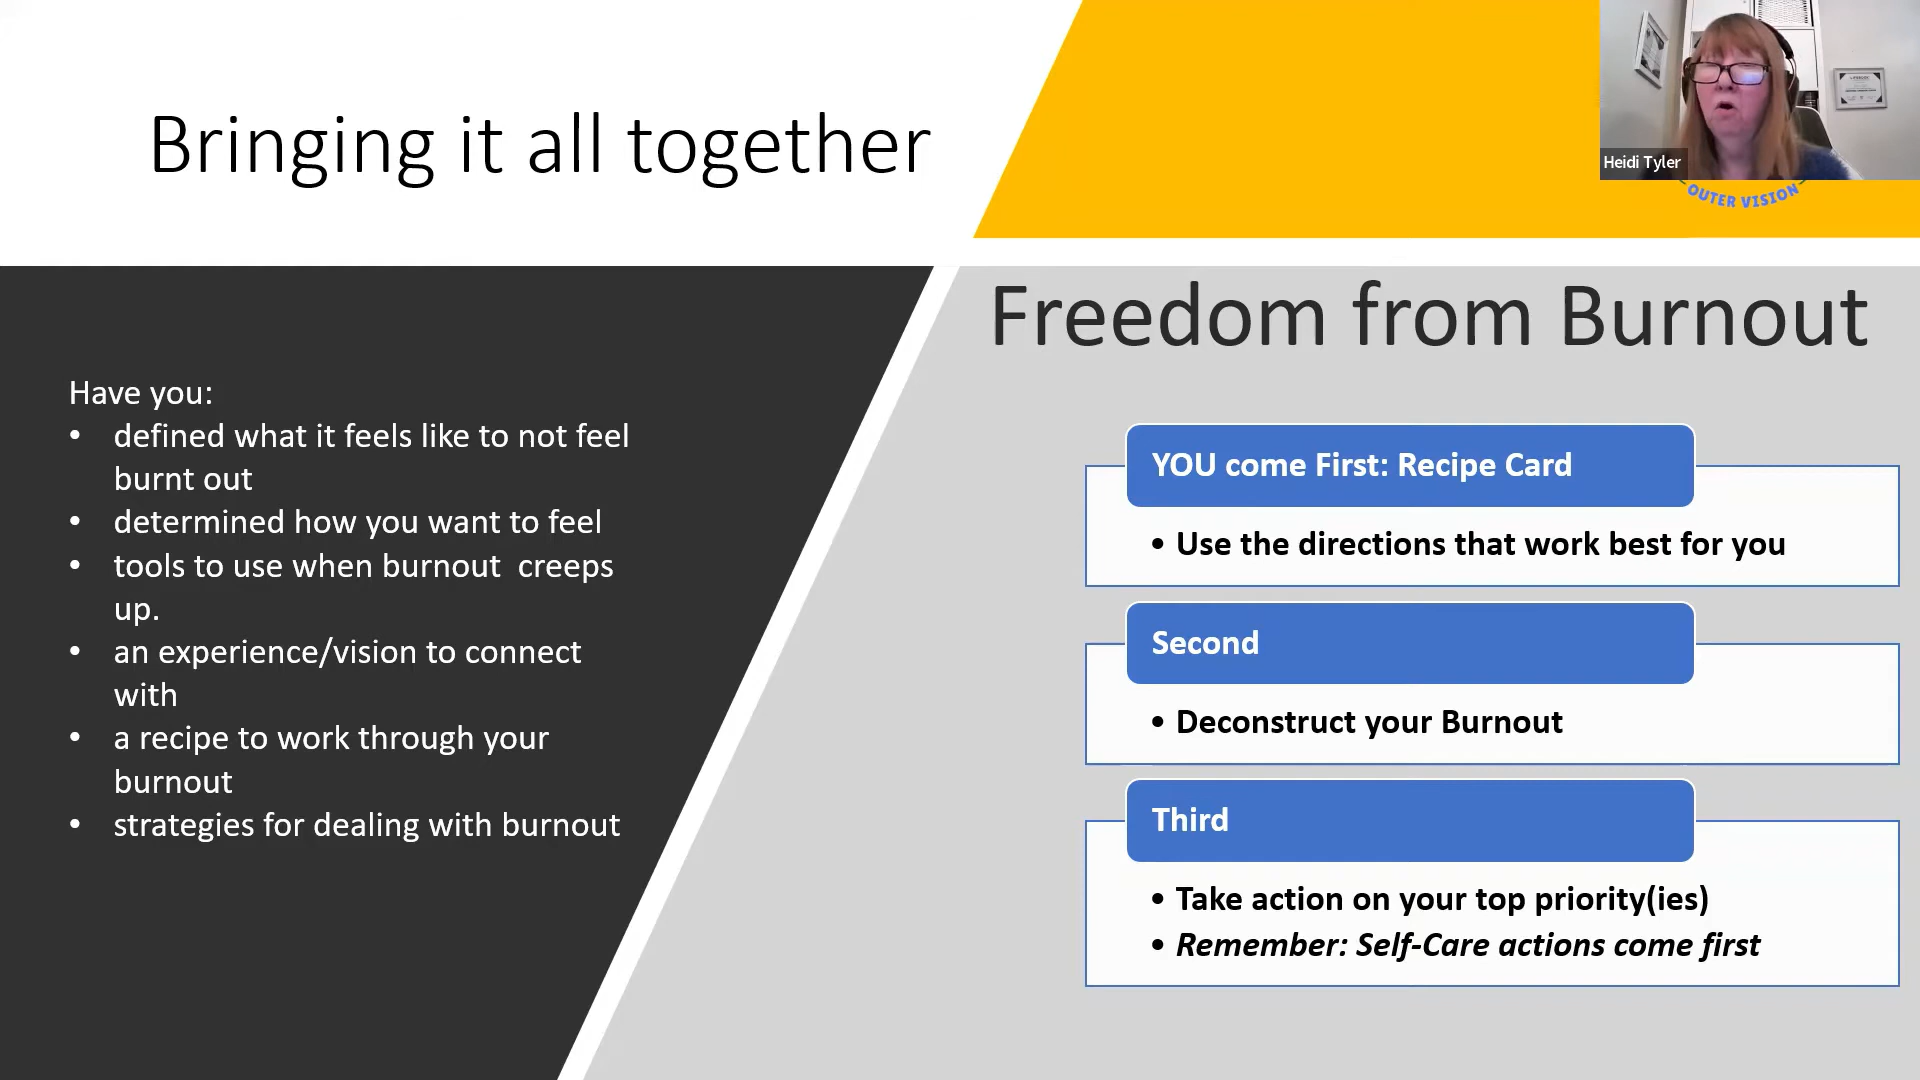 Bringing it all together
Heidi Tyler
OUTER VISION
Freedom from Burnout
Have you:
• defined what it feels like to not feel
burnt out
• determined how you want to feel
• tools to use when burnout  creeps
up.
• an experience/vision to connect
with
• a recipe to work through your
burnout
• strategies for dealing with burnout
YOU come First: Recipe Card
• Use the directions that work best for you
Second
• Deconstruct your Burnout
Third
• Take action on your top priority(ies)
• Remember: Self-Care actions come first